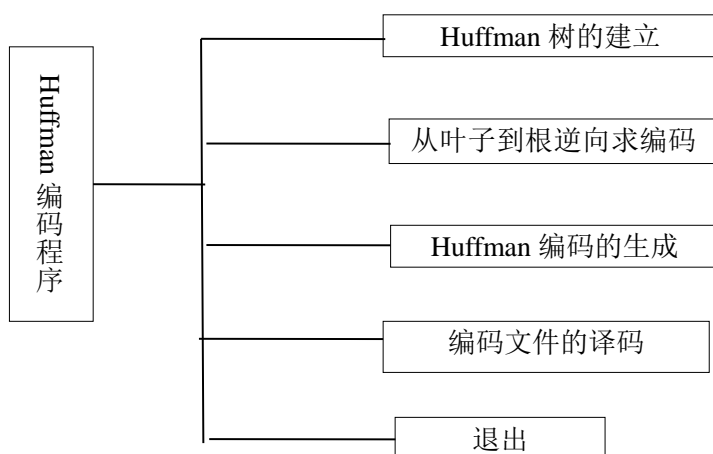 Huffman 编码程序
Huffman 树的建立
从叶子到根逆向求编码
Huffman 编码的生成
编码文件的译码
退出